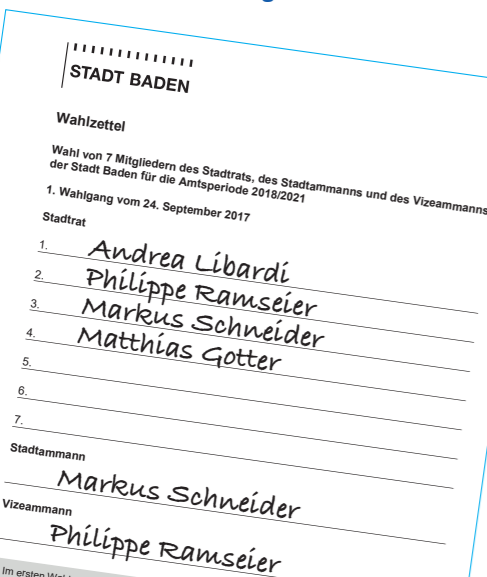 STADT BADEN
Wahlzettel
Wahl von 7 Mitgliedern des Stadtrats, des Stadtammanns und des Vizeammanns
der Stadt Baden für die Amtsperiode 2018/2021
1. Wahlgang vom 24. September 2017
Stadtrat
1. Andrea Libardi
2. Philippe Ramseier
3. Markus Schneider
4. Matthias Gotter
5.
6.
7.
Stadtammann
Markus Schneider
Vizeammann
Philippe Ramseier
Im ersten